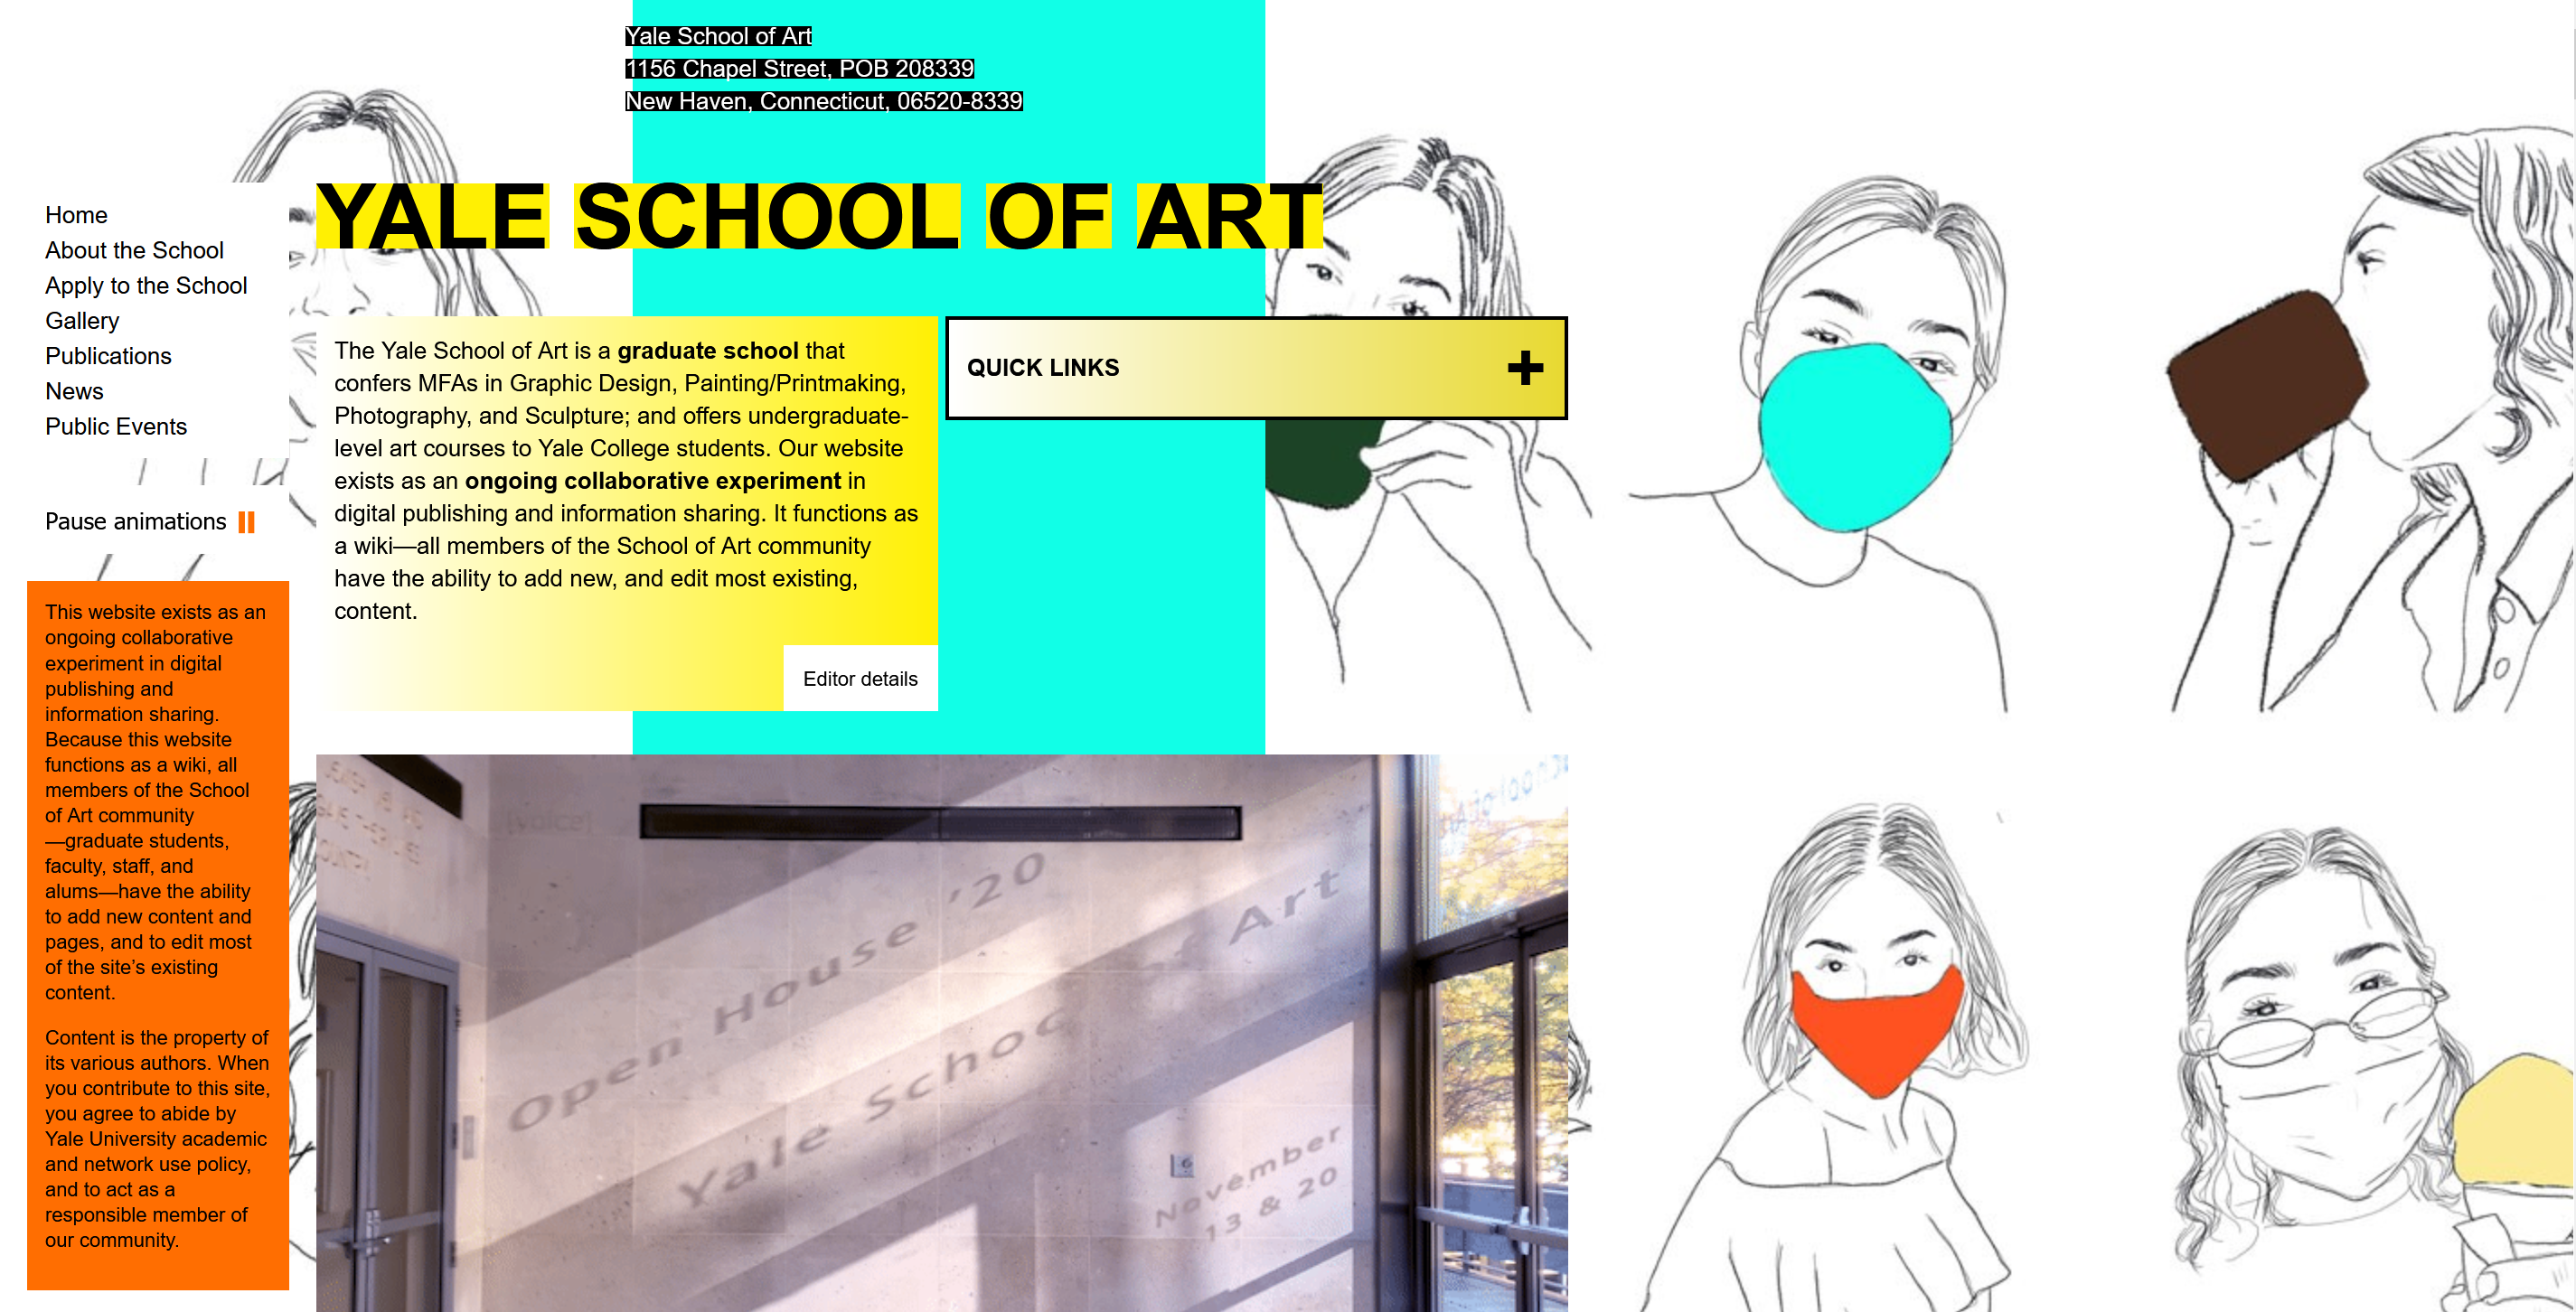 Yale School of Art
1156 Chapel Street, POB 208339
New Haven, Connecticut, 06520-8339
YALE SCHOOL OF ART
Home
About the School
Apply to the School
Gallery
Publications
News
Public Events
Pause animations
This website exists as an
ongoing collaborative
experiment in digital
publishing and
information sharing.
Because this website
functions as a wiki, all
members of the School
of Art community
—graduate students,
faculty, staff, and
alums—have the ability
to add new content and
pages, and to edit most
of the site’s existing
content.
Content is the property of
its various authors. When
you contribute to this site,
you agree to abide by
Yale University academic
and network use policy,
and to act as a
responsible member of
our community.
The Yale School of Art is a graduate school that
confers MFAs in Graphic Design, Painting/Printmaking,
Photography, and Sculpture; and offers undergraduate-
level art courses to Yale College students. Our website
exists as an ongoing collaborative experiment in
digital publishing and information sharing. It functions as
a wiki—all members of the School of Art community
have the ability to add new, and edit most existing,
content.
Editor details
QUICK LINKS
[voice]
Open House ’20
Yale School of Art
November
13 & 20